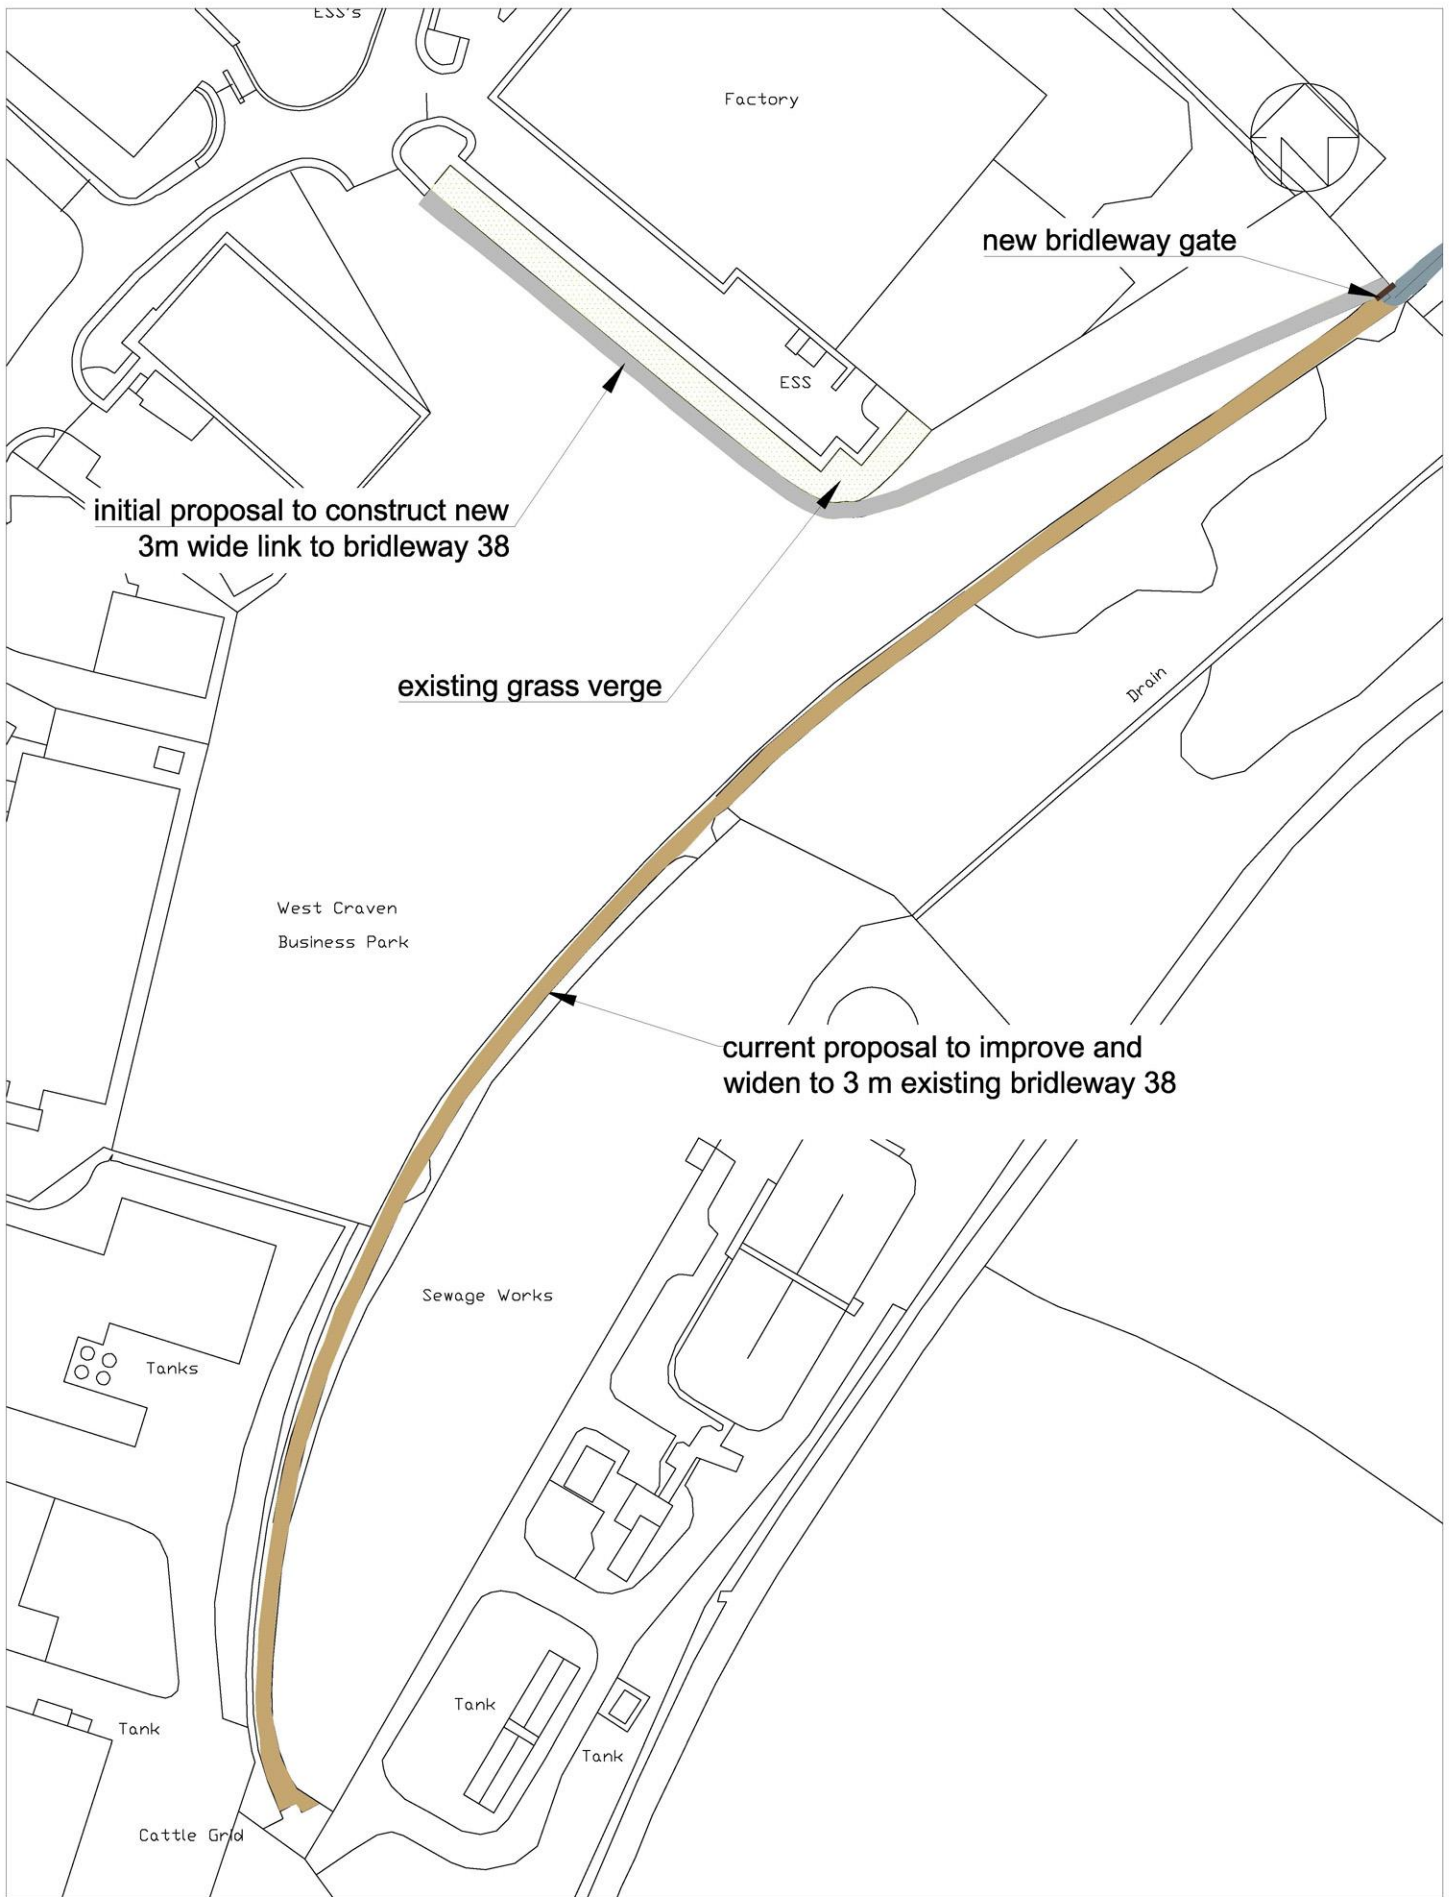 ESS's
Factory
N
new bridleway gate
ESS
initial proposal to construct new
3m wide link to bridleway 38
existing grass verge
Drain
West Craven
Business Park
current proposal to improve and
widen to 3 m existing bridleway 38
Sewage Works
Tanks
Tank
Tank
Tank
Cattle Grid